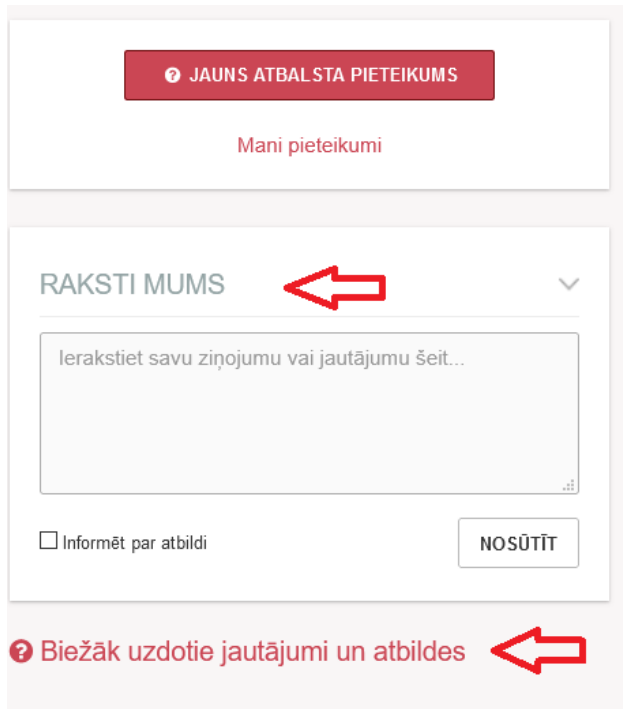 JAUNS ATBALSTA PIETEIKUMS
Mani pieteikumi
RAKSTI MUMS
Ierakstiet savu ziņojumu vai jautājumu šeit...
Informēt par atbildi
NOSŪTĪT
Biežāk uzdotie jautājumi un atbildes